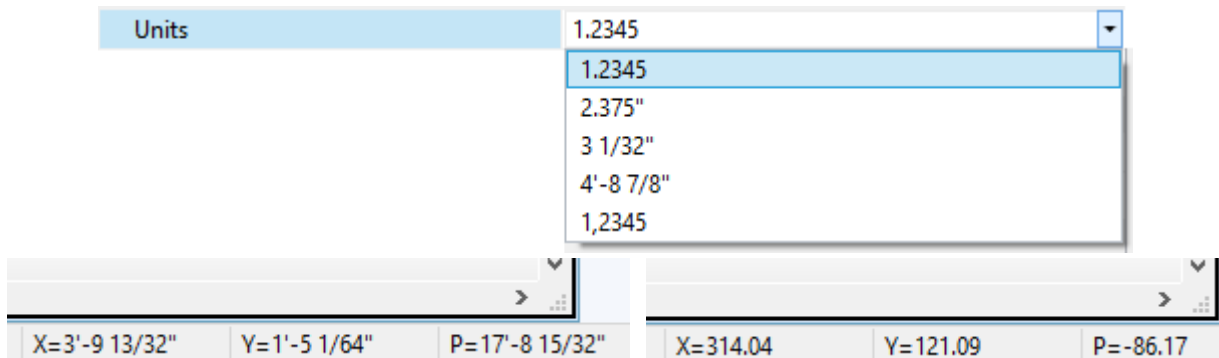 Units 1.2345
1.2345
2.375"
3 1/32"
4'-8 7/8"
1,2345
X=3'-9 13/32" Y=1'-5 1/64" P=17'-8 15/32"
X=314.04 Y=121.09 P=-86.17